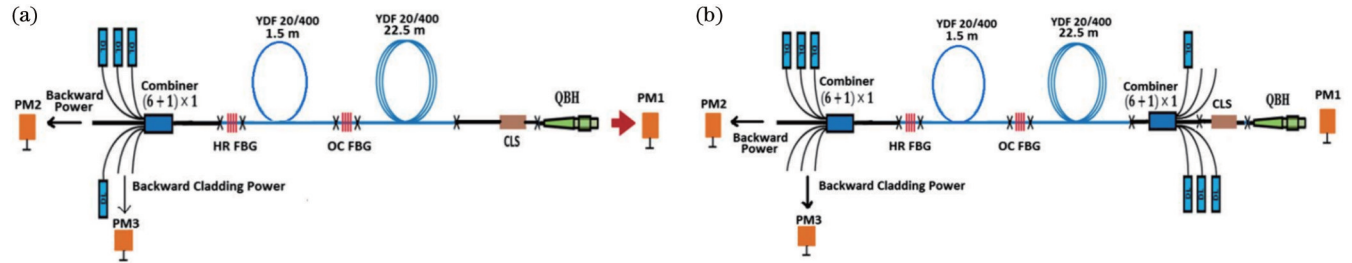 (a)
YDF 20/400
1.5 m
YDF 20/400
22.5 m
Combiner
(6+1)×1
PM2
Backward
Power
QBH
PM1
HR FBG
OC FBG
CLS
Backward Cladding Power
PM3
(b)
YDF 20/400
1.5 m
YDF 20/400
22.5 m
Combiner
(6+1)×1
Combiner
(6+1)×1
CLS
QBH
PM1
PM2
Backward
Power
HR FBG
OC FBG
Backward Cladding Power
PM3